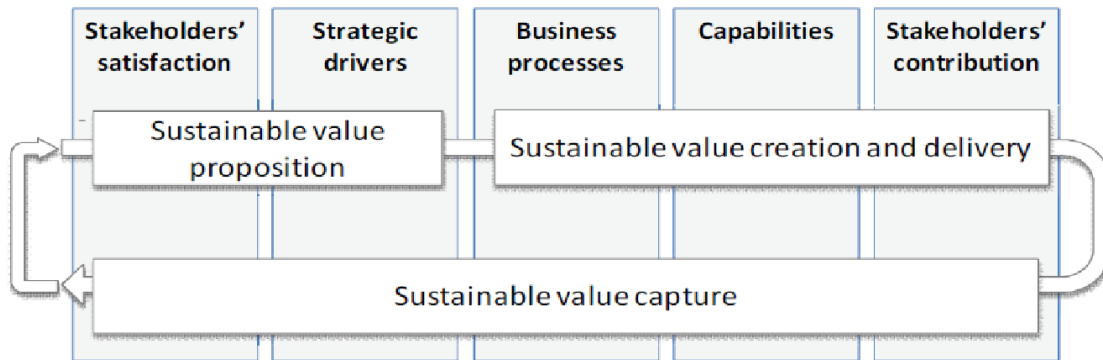 Stakeholders’
satisfaction
Strategic
drivers
Business
processes
Capabilities
Stakeholders’
contribution
Sustainable value
proposition
Sustainable value creation and delivery
Sustainable value capture